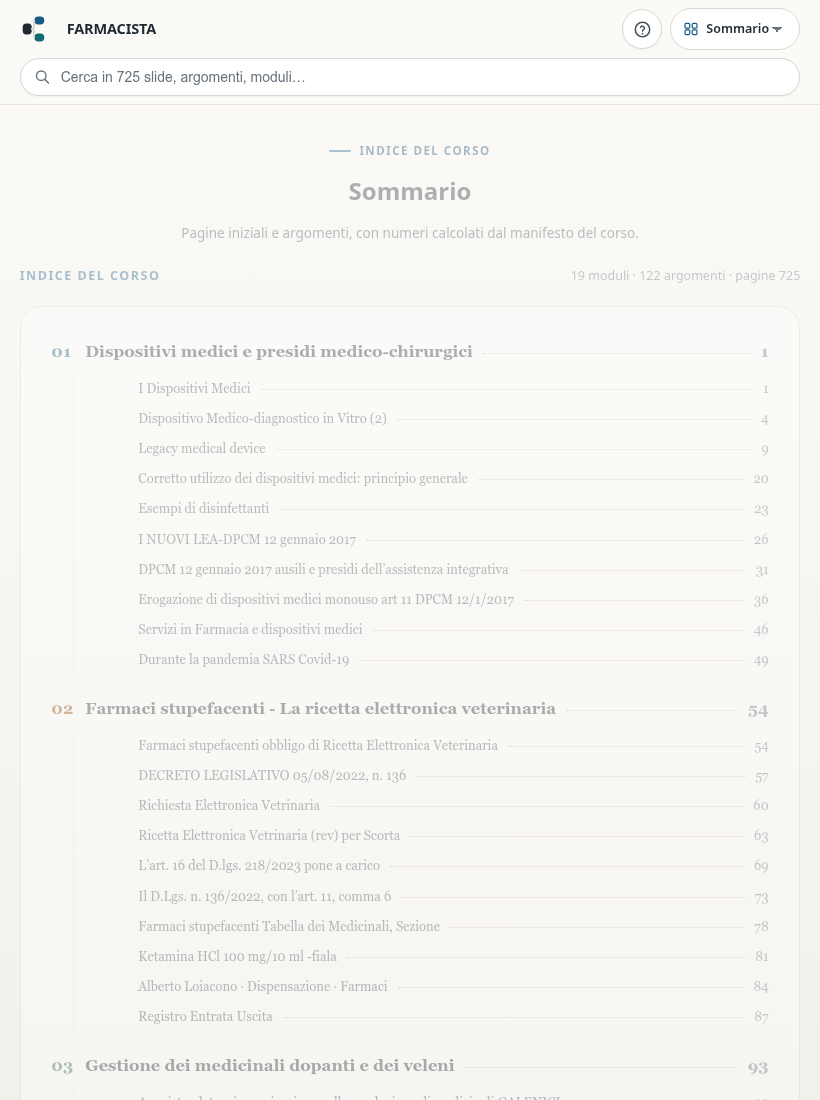 FARMACISTA
Sommario
Cerca in 725 slide, argomenti, moduli…
INDICE DEL CORSO
Sommario
Pagine iniziali e argomenti, con numeri calcolati dal manifesto del corso.
INDICE DEL CORSO
19 moduli · 122 argomenti · pagine 725
01 Dispositivi medici e presidi medico-chirurgici 1
I Dispositivi Medici 1
Dispositivo Medico-diagnostico in Vitro (2) 4
Legacy medical device 9
Corretto utilizzo dei dispositivi medici: principio generale 20
Esempi di disinfettanti 23
I NUOVI LEA-DPCM 12 gennaio 2017 26
DPCM 12 gennaio 2017 ausili e presidi dell’assistenza integrativa 31
Erogazione di dispositivi medici monouso art 11 DPCM 12/1/2017 36
Servizi in Farmacia e dispositivi medici 46
Durante la pandemia SARS Covid-19 49
02 Farmaci stupefacenti - La ricetta elettronica veterinaria 54
Farmaci stupefacenti obbligo di Ricetta Elettronica Veterinaria 54
DECRETO LEGISLATIVO 05/08/2022, n. 136 57
Richiesta Elettronica Vetrinaria 60
Ricetta Elettronica Vetrinaria (rev) per Scorta 63
L’art. 16 del D.lgs. 218/2023 pone a carico 69
Il D.Lgs. n. 136/2022, con l’art. 11, comma 6 73
Farmaci stupefacenti Tabella dei Medicinali, Sezione 78
Ketamina HCl 100 mg/10 ml -fiala 81
Alberto Loiacono · Dispensazione · Farmaci 84
Registro Entrata Uscita 87
03 Gestione dei medicinali dopanti e dei veleni 93